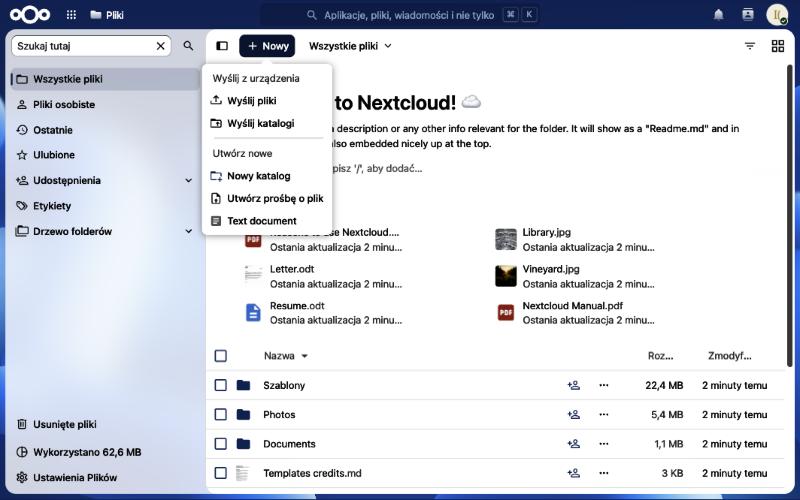 Pliki
Aplikacje, pliki, wiadomości i nie tylko
⌘ K
Szukaj tutaj
Wszystkie pliki
Pliki osobiste
Ostatnie
Ulubione
Udostępnienia
Etykiety
Drzewo folderów
Usunięte pliki
Wykorzystano 62,6 MB
Ustawienia Plików
+ Nowy
Wszystkie pliki
Wyślij z urządzenia
Wyślij pliki
Wyślij katalogi
Utwórz nowe
Nowy katalog
Utwórz prośbę o plik
Text document
to Nextcloud! ☁️
a description or any other info relevant for the folder. It will show as a "Readme.md" and in
also embedded nicely up at the top.
pisz '/', aby dodać…
use Nextcloud....
Ostania aktualizacja 2 minu...
Library.jpg
Ostania aktualizacja 2 minu...
Letter.odt
Ostania aktualizacja 2 minu...
Vineyard.jpg
Ostania aktualizacja 2 minu...
Resume.odt
Ostania aktualizacja 2 minu...
Nextcloud Manual.pdf
Ostania aktualizacja 2 minu...
Nazwa Roz... Zmodyf...
Szablony 22,4 MB 2 minuty temu
Photos 5,4 MB 2 minuty temu
Documents 1,1 MB 2 minuty temu
Templates credits.md 3 KB 2 minuty temu